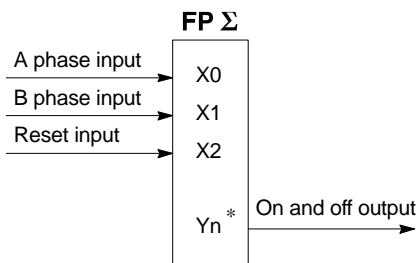 FP Σ
A phase input
X0
B phase input
X1
Reset input
X2
Yn* On and off output